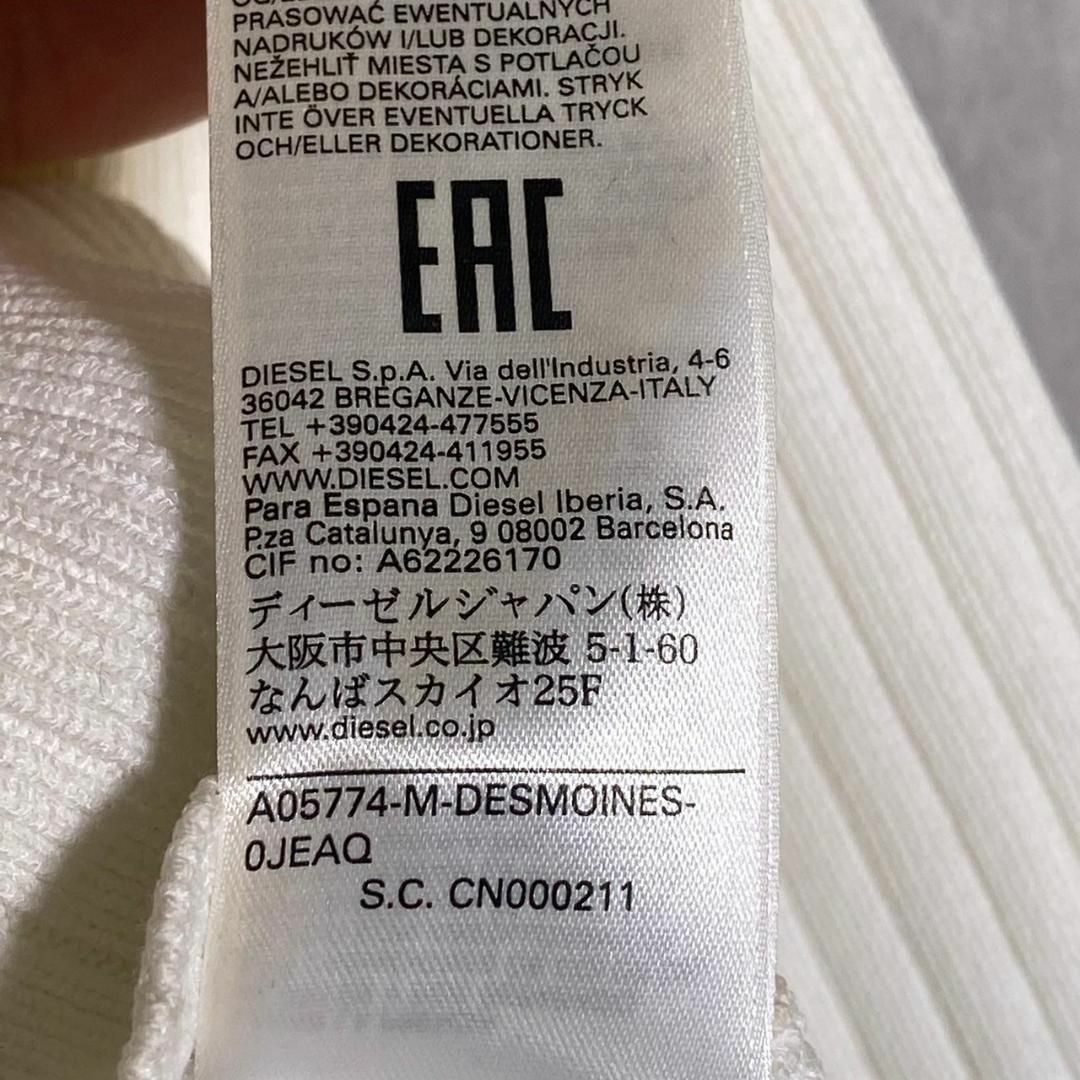 PRASOWAĆ EWENTUALNYCH
NADRUKÓW I/LUB DEKORACJI.
NEŽEHLIŤ MIESTA S POTLAČOU
A/ALEBO DEKORÁCIAMI. STRYK
INTE ÖVER EVENTUELLA TRYCK
OCH/ELLER DEKORATIONER.
EAC
DIESEL S.p.A. Via dell'Industria, 4-6
36042 BREGANZE-VICENZA-ITALY
TEL +390424-477555
FAX +390424-411955
WWW.DIESEL.COM
Para Espana Diesel Iberia, S.A.
P.za Catalunya, 9 08002 Barcelona
CIF no: A62226170
ディーゼルジャパン(株)
大阪市中央区難波 5-1-60
なんばスカイオ25F
www.diesel.co.jp
A05774-M-DESMOINES-
0JEAQ
S.C. CN000211